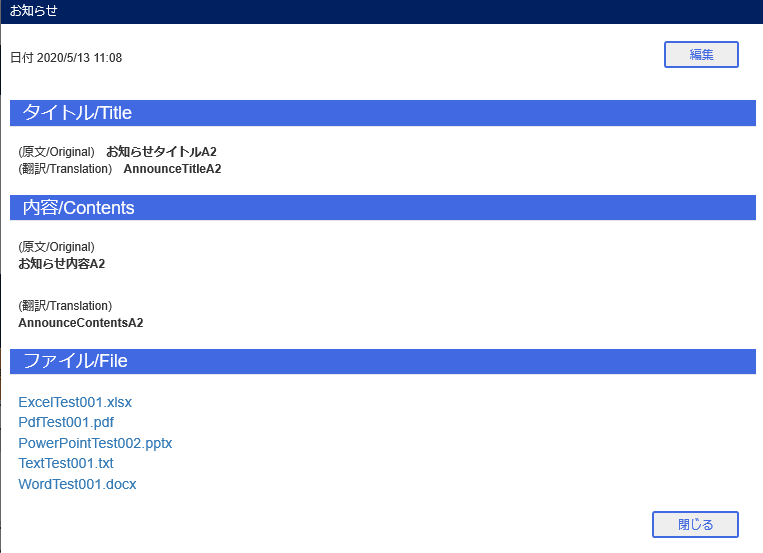 お知らせ
日付 2020/5/13 11:08
編集
タイトル/Title
(原文/Original) お知らせタイトルA2
(翻訳/Translation) AnnounceTitleA2
内容/Contents
(原文/Original)
お知らせ内容A2
(翻訳/Translation)
AnnounceContentsA2
ファイル/File
ExcelTest001.xlsx
PdfTest001.pdf
PowerPointTest002.pptx
TextTest001.txt
WordTest001.docx
閉じる